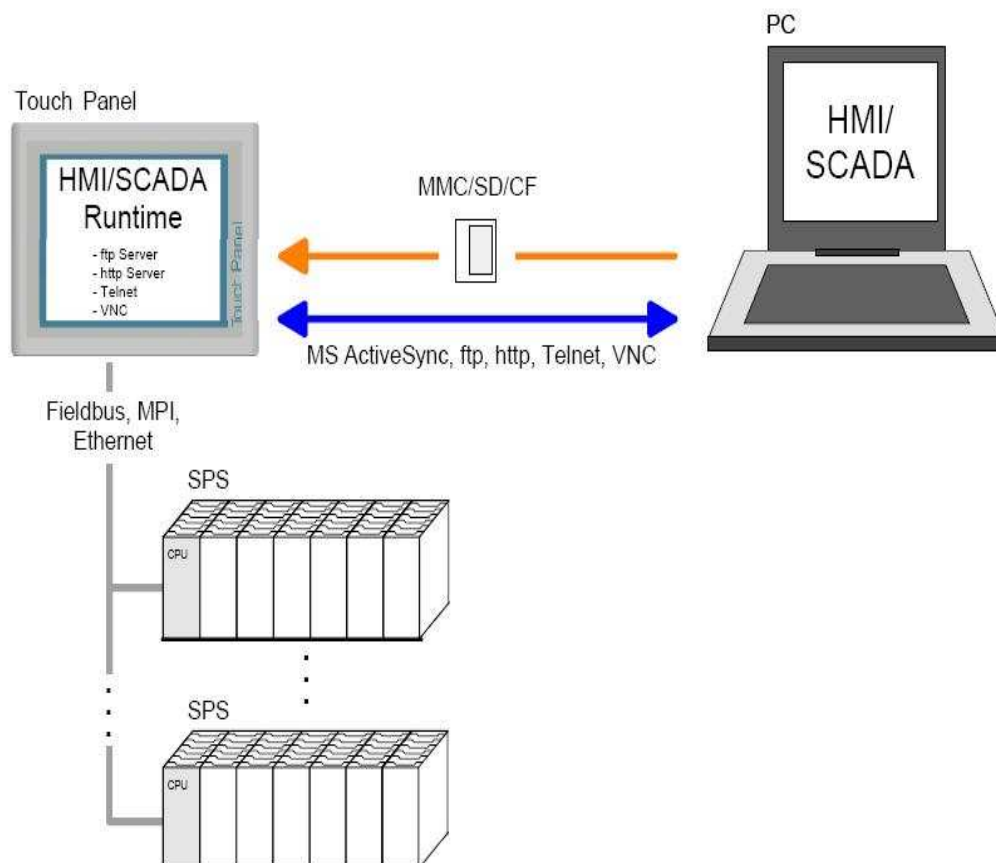 PC
Touch Panel
HMI/SCADA
Runtime
- ftp Server
- http Server
- Telnet
- VNC
Touch Panel
MMC/SD/CF
HMI/
SCADA
MS ActiveSync, ftp, http, Telnet, VNC
Fieldbus, MPI,
Ethernet
SPS
CPU
SPS
CPU